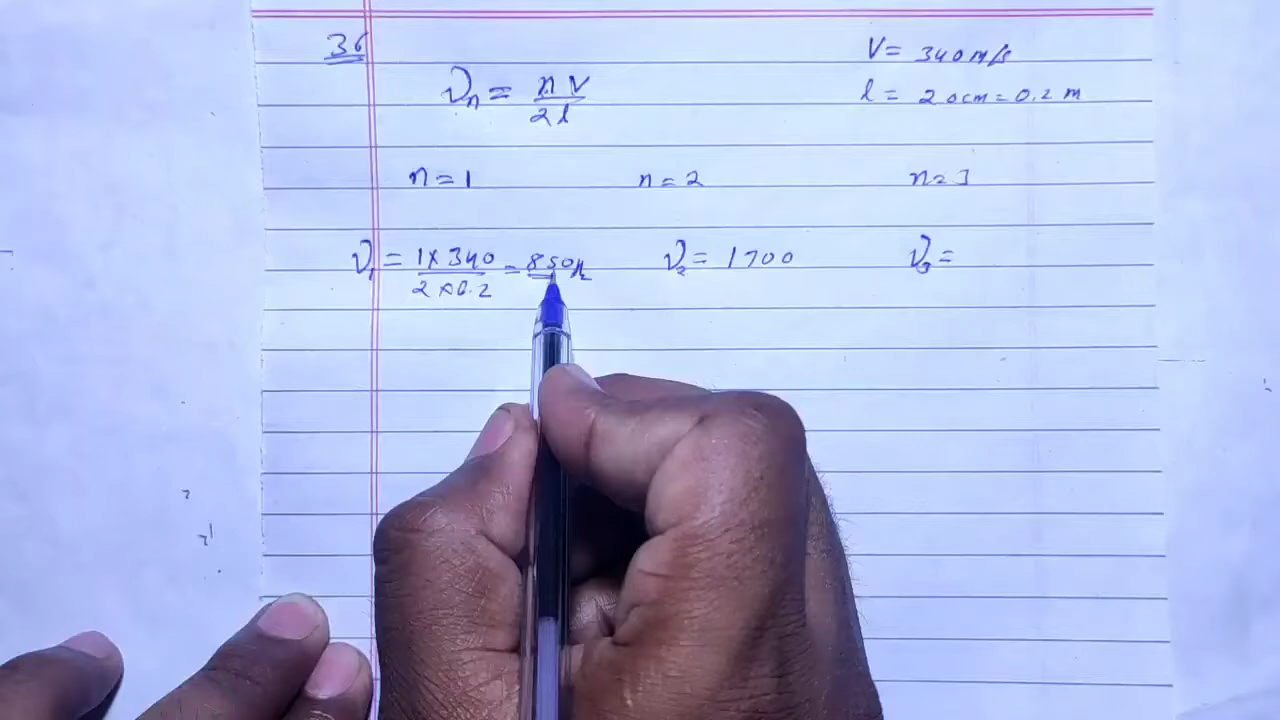 36
V = 340 m/s
νn = nV / 2l
l = 20cm = 0.2 m
n = 1 n = 2 n = 3
ν1 = 1 × 340 / 2 × 0.2 = 850Hz ν2 = 1700 ν3 =